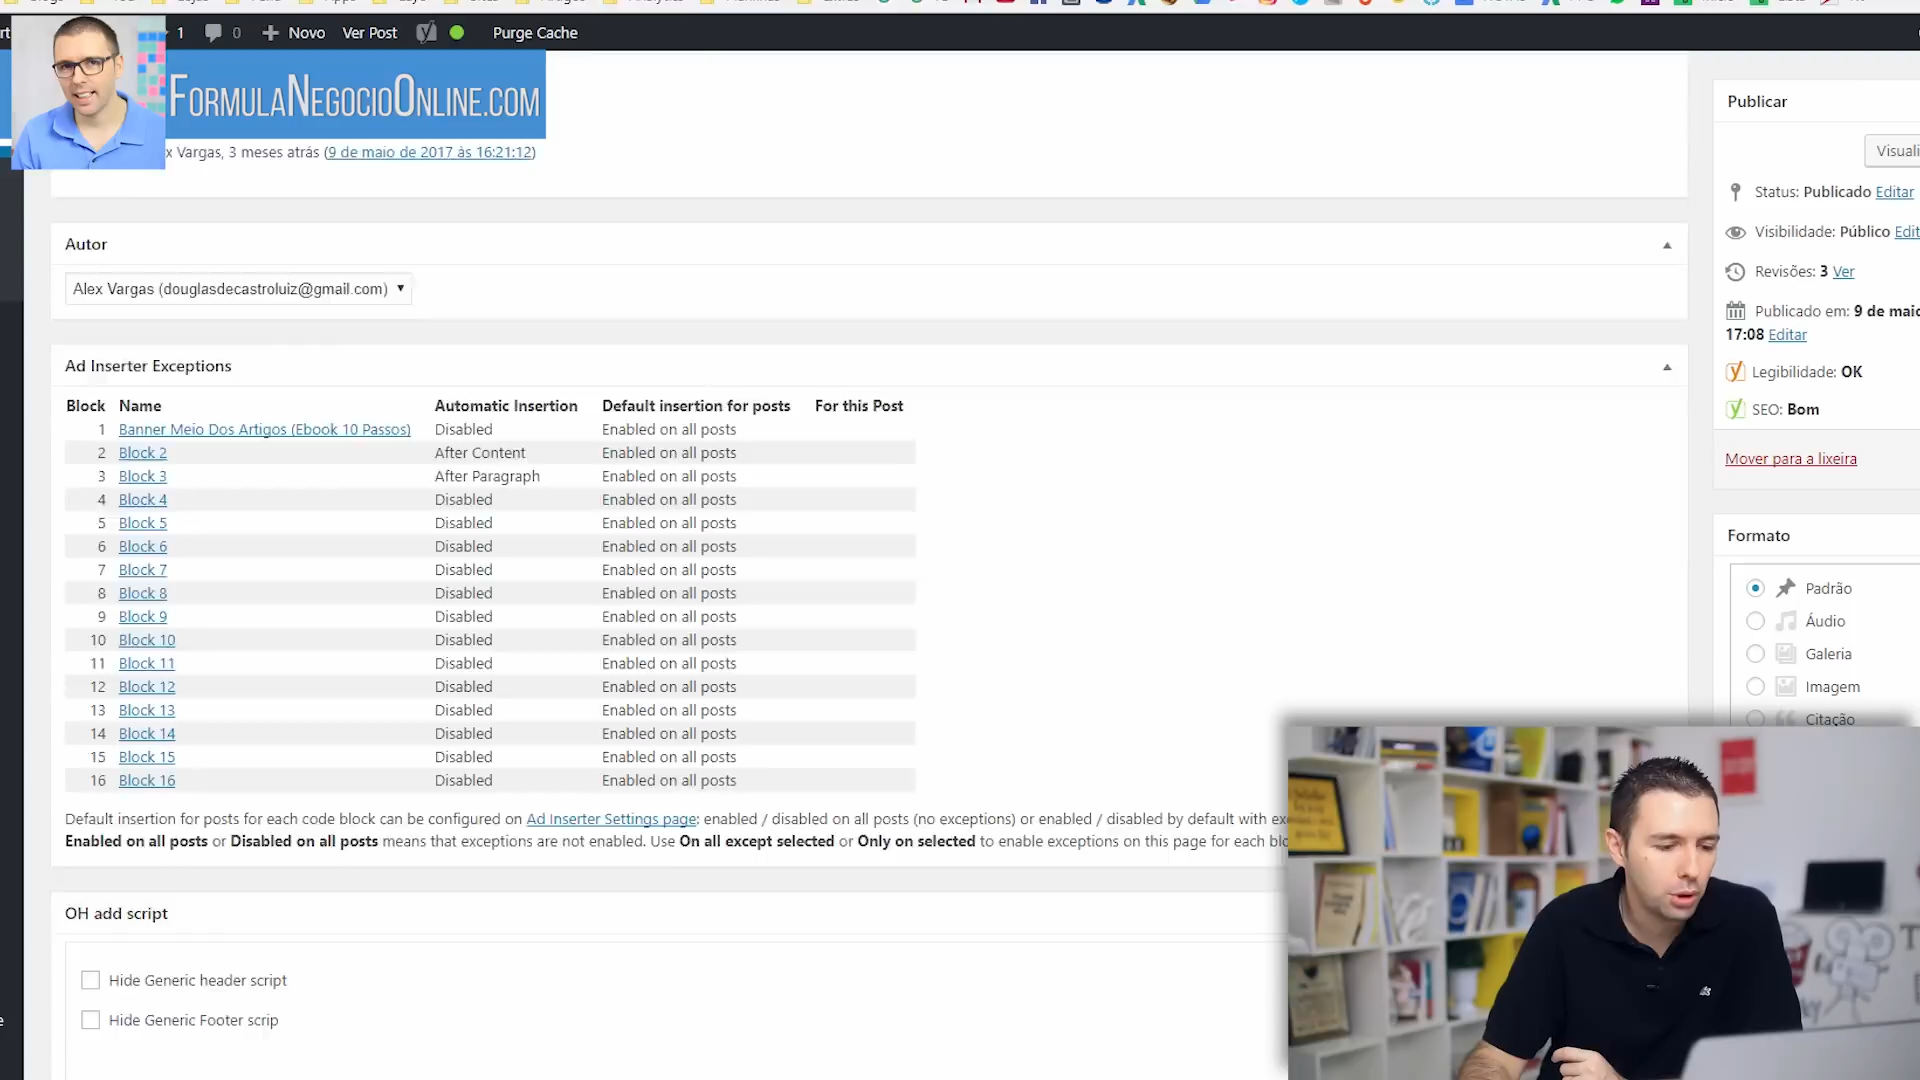 1 0 Novo Ver Post Purge Cache
FORMULANEGOCIOONLINE.COM
x Vargas, 3 meses atrás (9 de maio de 2017 às 16:21:12)
Autor
Alex Vargas (douglasdecastroluiz@gmail.com)
Ad Inserter Exceptions
Block Name Automatic Insertion Default insertion for posts For this Post
1 Banner Meio Dos Artigos (Ebook 10 Passos) Disabled Enabled on all posts
2 Block 2 After Content Enabled on all posts
3 Block 3 After Paragraph Enabled on all posts
4 Block 4 Disabled Enabled on all posts
5 Block 5 Disabled Enabled on all posts
6 Block 6 Disabled Enabled on all posts
7 Block 7 Disabled Enabled on all posts
8 Block 8 Disabled Enabled on all posts
9 Block 9 Disabled Enabled on all posts
10 Block 10 Disabled Enabled on all posts
11 Block 11 Disabled Enabled on all posts
12 Block 12 Disabled Enabled on all posts
13 Block 13 Disabled Enabled on all posts
14 Block 14 Disabled Enabled on all posts
15 Block 15 Disabled Enabled on all posts
16 Block 16 Disabled Enabled on all posts
Default insertion for posts for each code block can be configured on Ad Inserter Settings page: enabled / disabled on all posts (no exceptions) or enabled / disabled by default with ex
Enabled on all posts or Disabled on all posts means that exceptions are not enabled. Use On all except selected or Only on selected to enable exceptions on this page for each blo
OH add script
Hide Generic header script
Hide Generic Footer scrip
Publicar
Visuali
Status: Publicado Editar
Visibilidade: Público Edit
Revisões: 3 Ver
Publicado em: 9 de maio
17:08 Editar
Legibilidade: OK
SEO: Bom
Mover para a lixeira
Formato
Padrão
Áudio
Galeria
Imagem
Citação